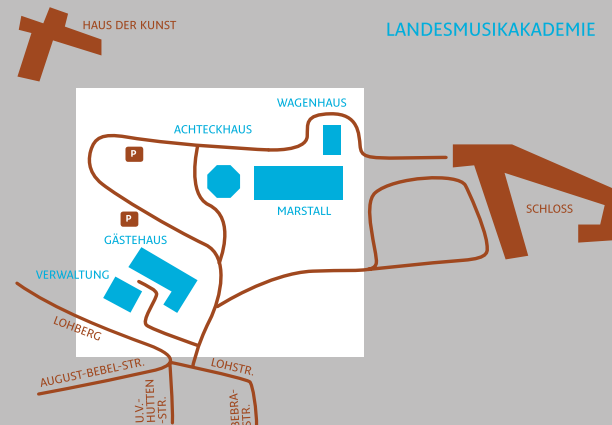 HAUS DER KUNST
LANDESMUSIKAKADEMIE
WAGENHAUS
ACHTECKHAUS
P
MARSTALL
SCHLOSS
P
GÄSTEHAUS
VERWALTUNG
LOHBERG
AUGUST-BEBEL-STR.
LOHSTR.
U.V.-
HUTTEN
-STR.
BEBRA-
STR.